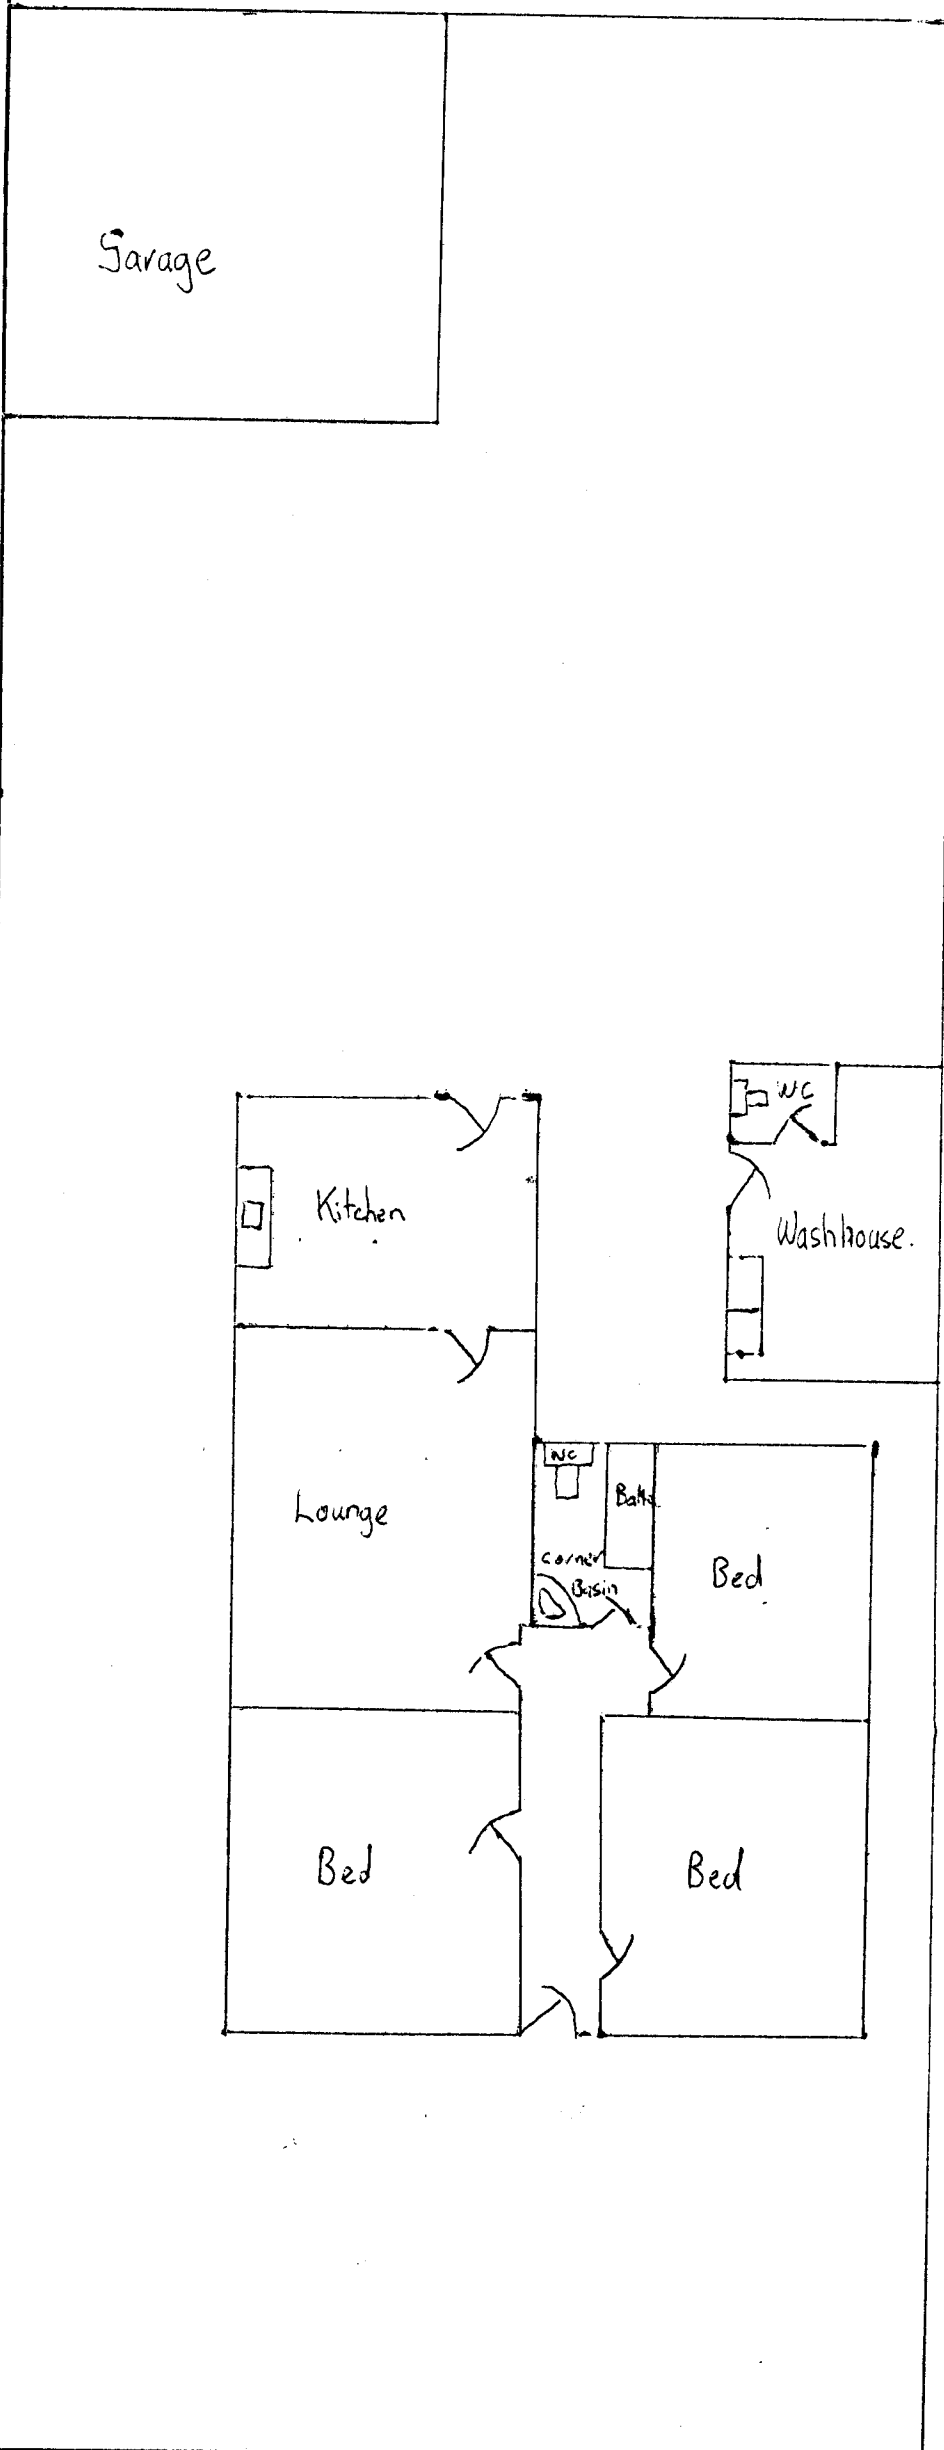 Garage
WC
Kitchen
Washhouse.
WC
Bath
Lounge
Corner
Basin
Bed
Bed
Bed